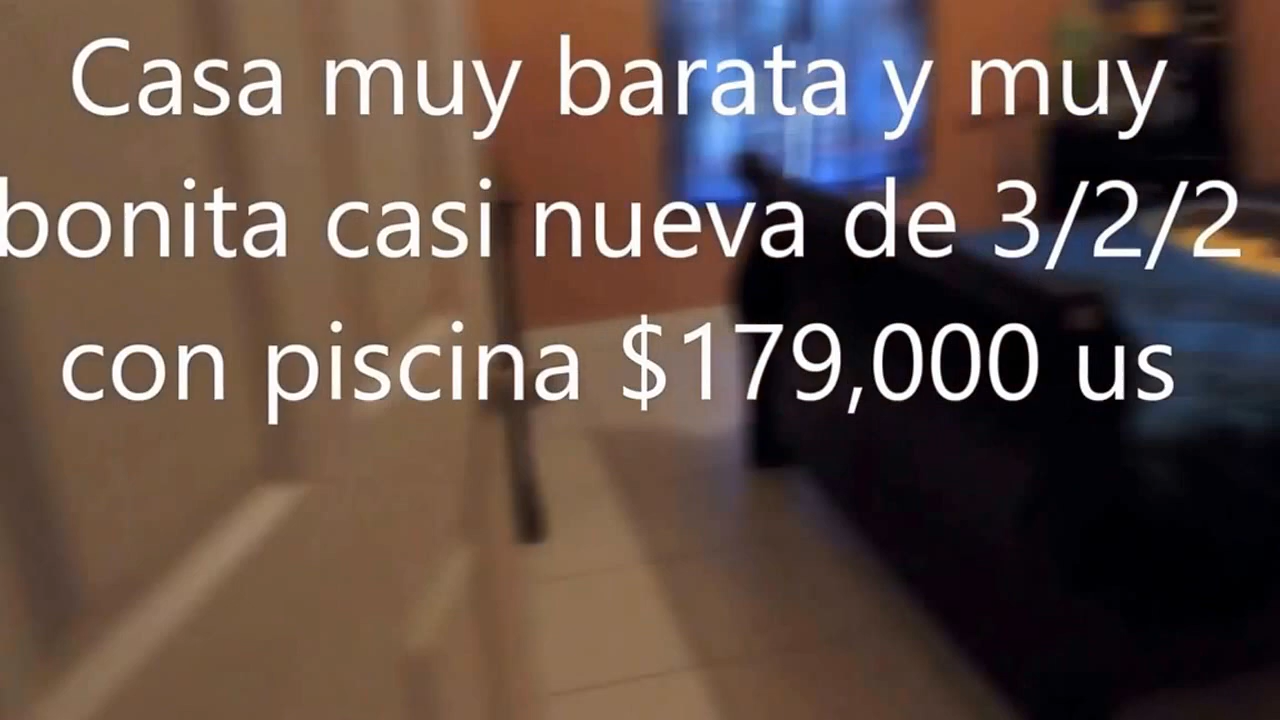 Casa muy barata y muy
bonita casi nueva de 3/2/2
con piscina $179,000 us